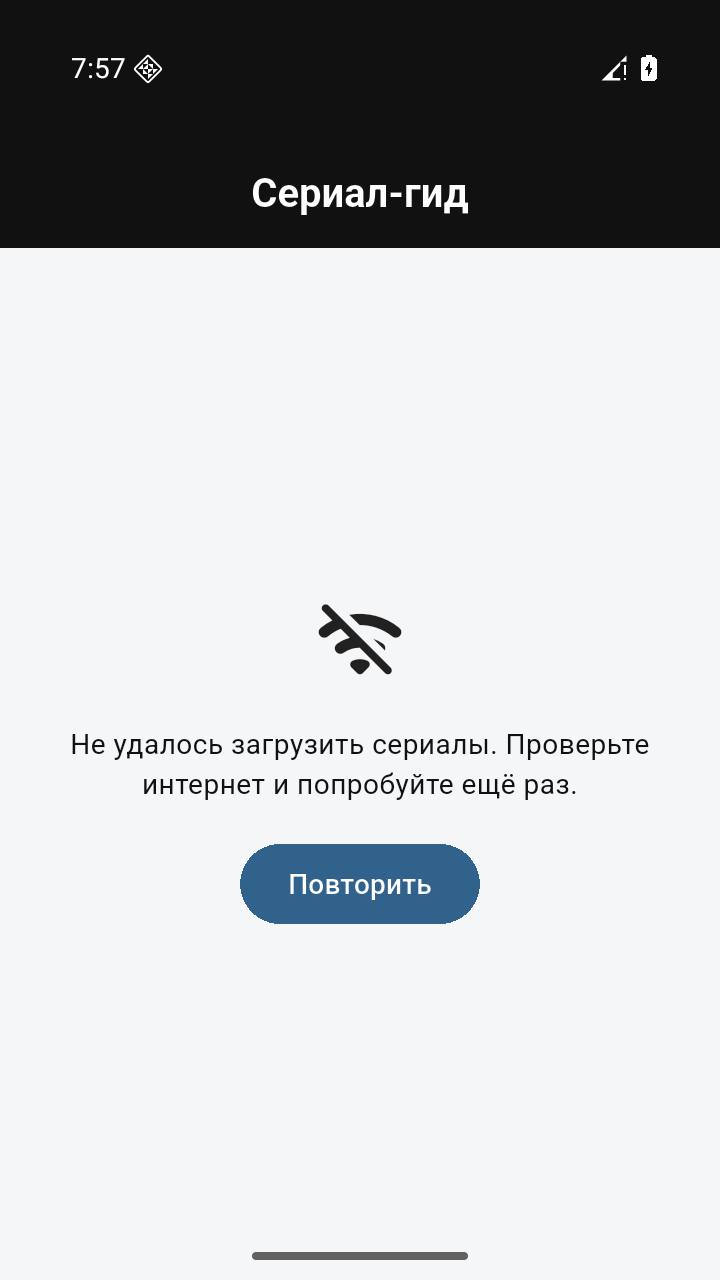 7:57
Сериал-гид
Не удалось загрузить сериалы. Проверьте
интернет и попробуйте ещё раз.
Повторить